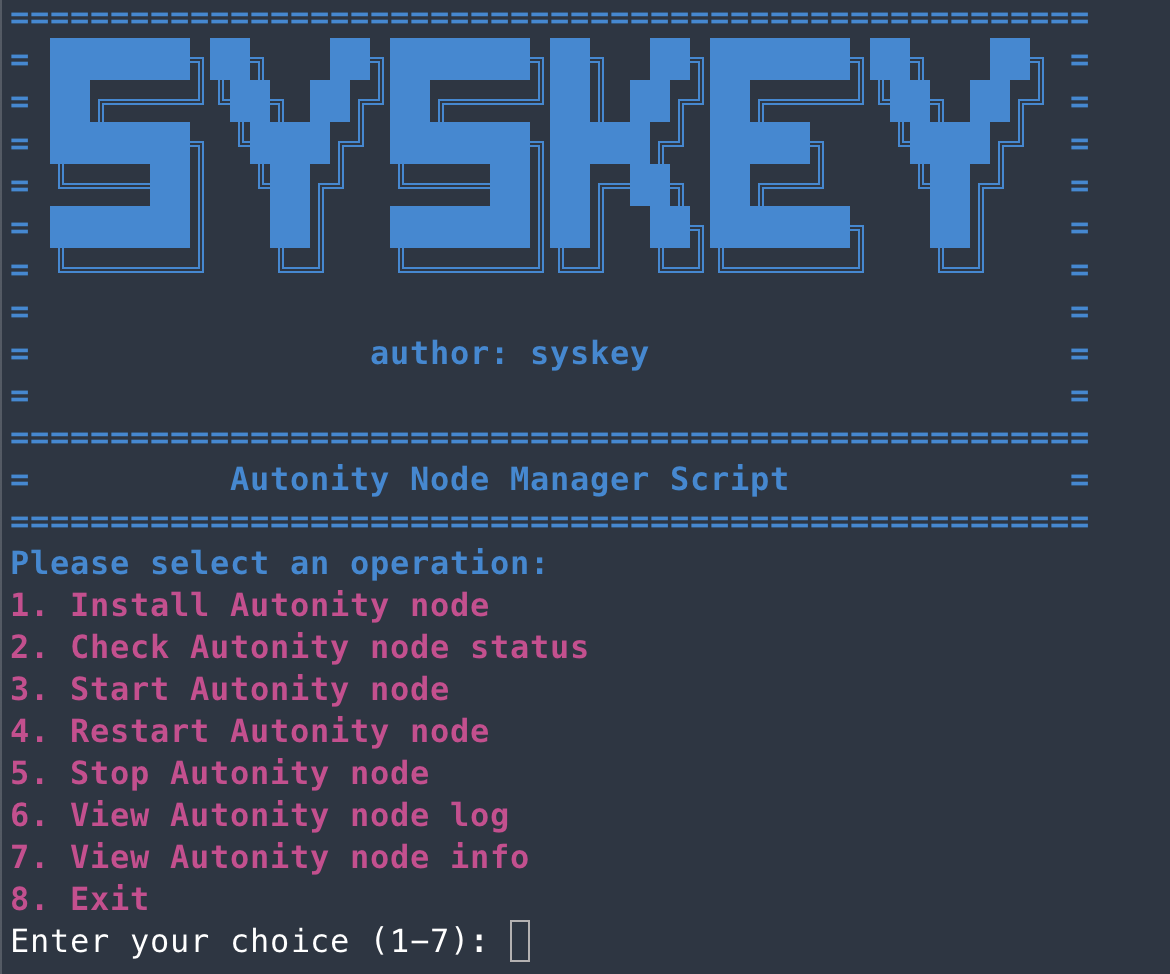 SYSKEY
author: syskey
Autonity Node Manager Script
Please select an operation:
1. Install Autonity node
2. Check Autonity node status
3. Start Autonity node
4. Restart Autonity node
5. Stop Autonity node
6. View Autonity node log
7. View Autonity node info
8. Exit
Enter your choice (1-7):